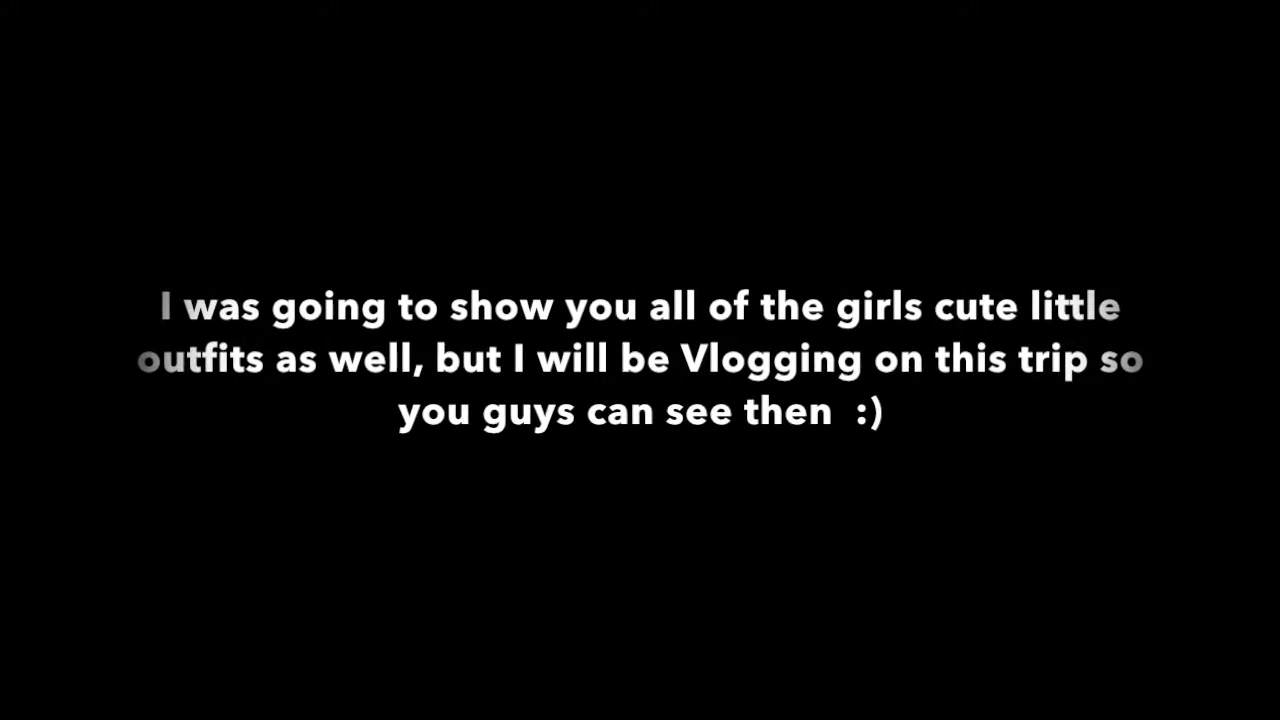 I was going to show you all of the girls cute little
outfits as well, but I will be Vlogging on this trip so
you guys can see then  :)